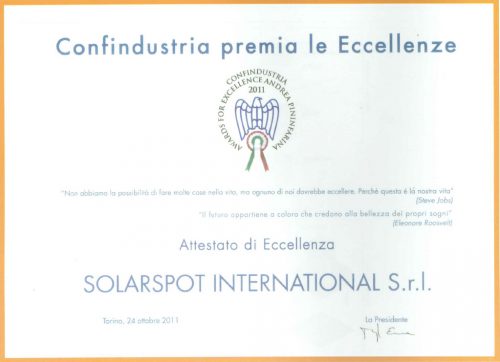 Confindustria premia le Eccellenze
CONFINDUSTRIA
AWARDS FOR EXCELLENCE ANDREA PININFARINA
2011
"Non abbiamo la possibilità di fare molte cose nella vita, ma ognuno di noi dovrebbe eccellere. Perchè questa è la nostra vita"
(Steve Jobs)
"Il futuro appartiene a coloro che credono alla bellezza dei propri sogni"
(Eleonore Roosvelt)
Attestato di Eccellenza
SOLARSPOT INTERNATIONAL S.r.l.
Torino, 24 ottobre 2011
La Presidente